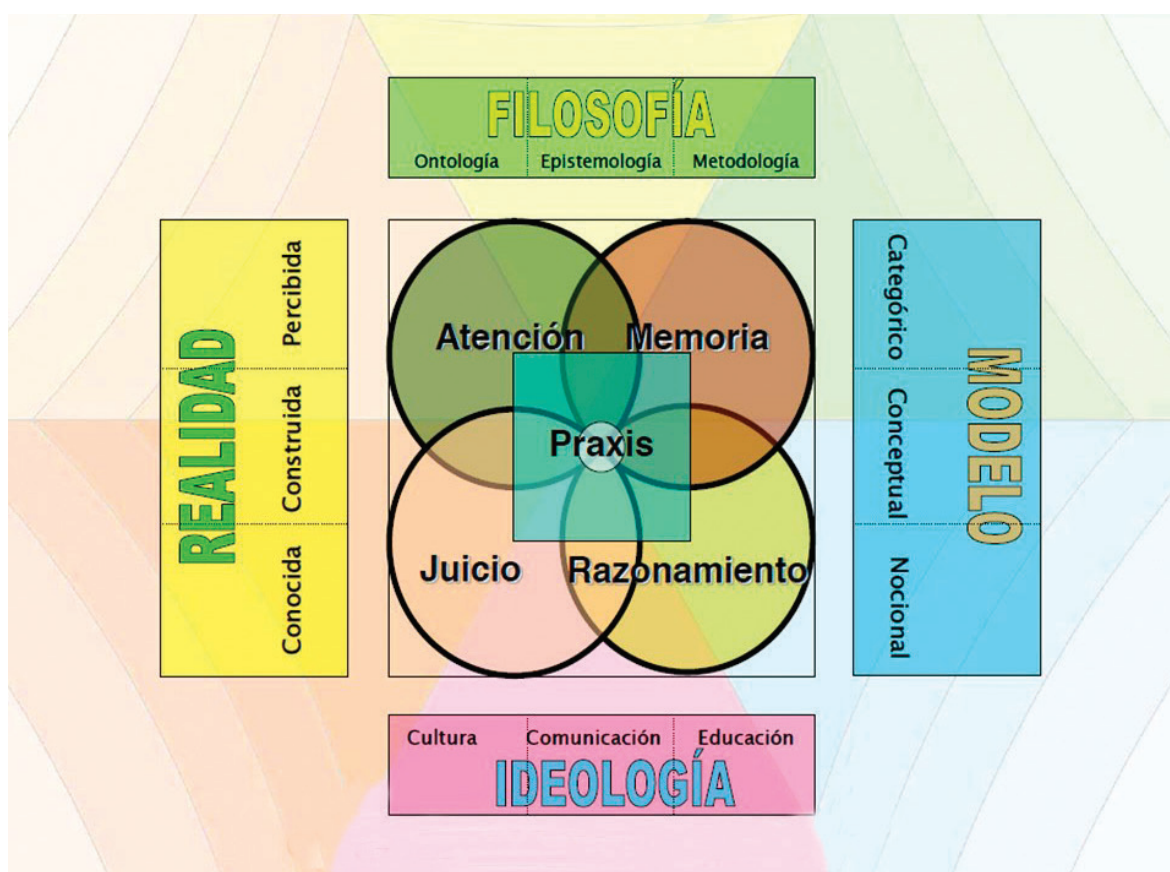 FILOSOFÍA
Ontología Epistemología Metodología
REALIDAD
Percibida
Construida
Conocida
Atención Memoria
Praxis
Juicio Razonamiento
Categórico
Conceptual
Nocional
MODELO
Cultura Comunicación Educación
IDEOLOGÍA